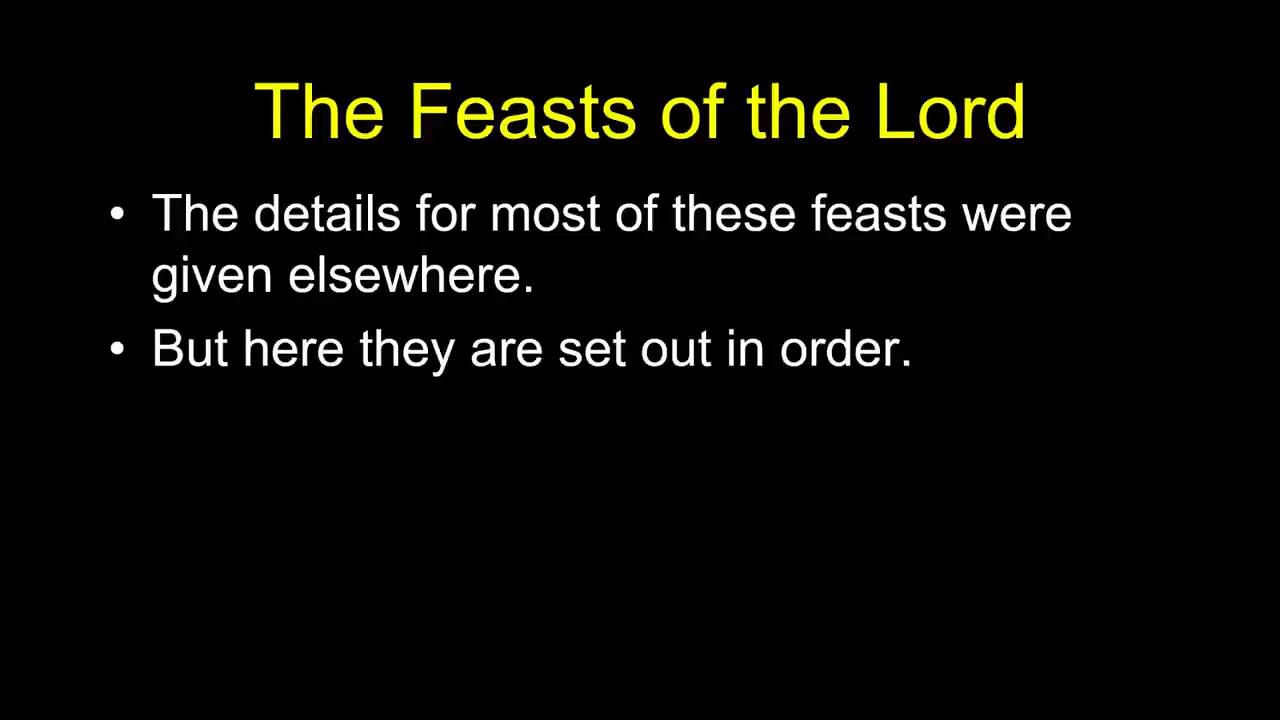 The Feasts of the Lord
• The details for most of these feasts were
given elsewhere.
• But here they are set out in order.